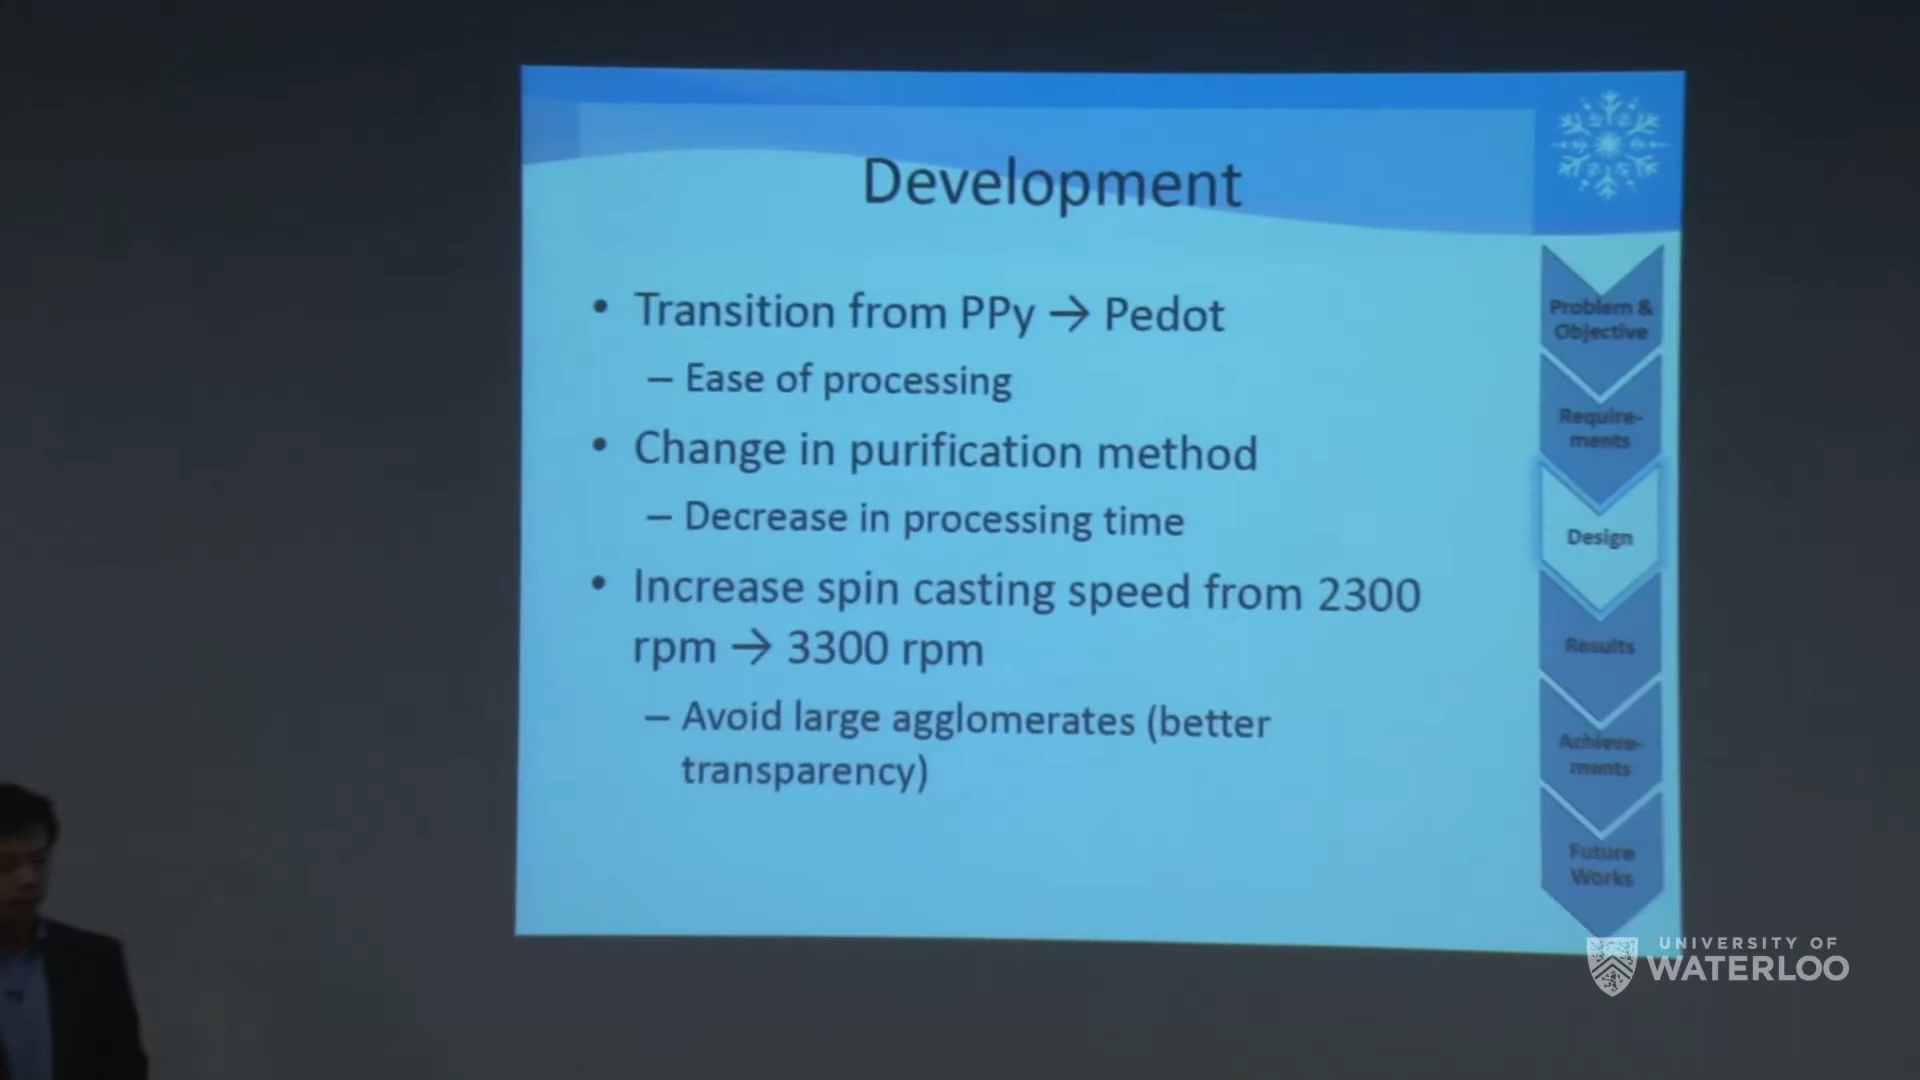 Development
• Transition from PPy → Pedot
– Ease of processing
• Change in purification method
– Decrease in processing time
• Increase spin casting speed from 2300
rpm → 3300 rpm
– Avoid large agglomerates (better
transparency)
Problem &
Objective
Require-
ments
Design
Results
Achieve-
ments
Future
Works
UNIVERSITY OF
WATERLOO